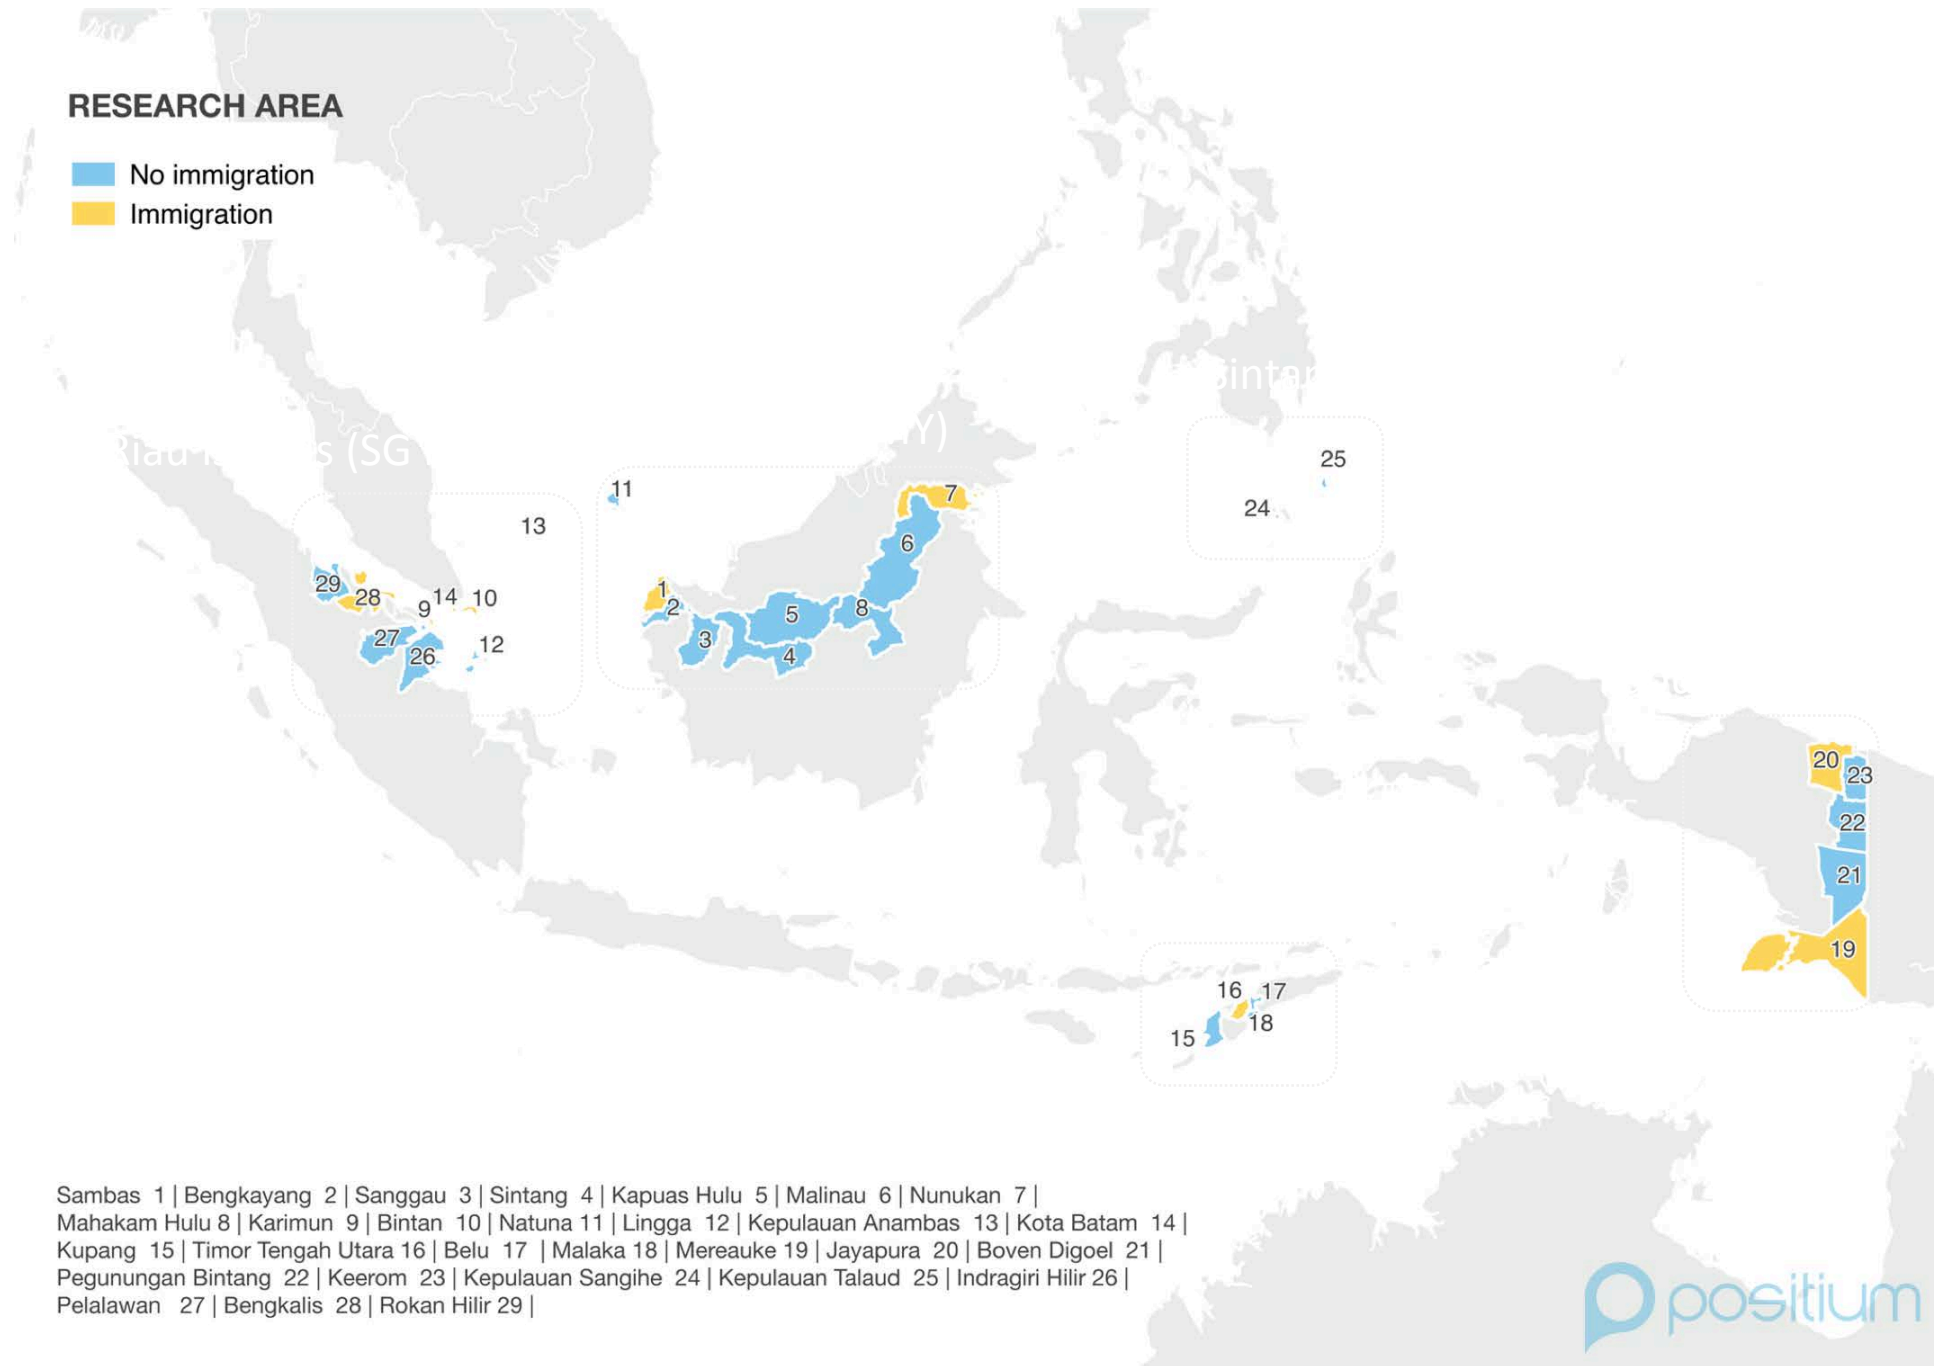 RESEARCH AREA
No immigration
Immigration
Bintan
Riau
s (SG
Y)
25
24
11
7
13
6
29
28
14
10
9
1
2
5
8
3
4
27
26
12
20
23
22
21
19
16
17
18
15
Sambas 1 | Bengkayang 2 | Sanggau 3 | Sintang 4 | Kapuas Hulu 5 | Malinau 6 | Nunukan 7 |
Mahakam Hulu 8 | Karimun 9 | Bintan 10 | Natuna 11 | Lingga 12 | Kepulauan Anambas 13 | Kota Batam 14 |
Kupang 15 | Timor Tengah Utara 16 | Belu 17 | Malaka 18 | Mereauke 19 | Jayapura 20 | Boven Digoel 21 |
Pegunungan Bintang 22 | Keerom 23 | Kepulauan Sangihe 24 | Kepulauan Talaud 25 | Indragiri Hilir 26 |
Pelalawan 27 | Bengkalis 28 | Rokan Hilir 29 |
positium